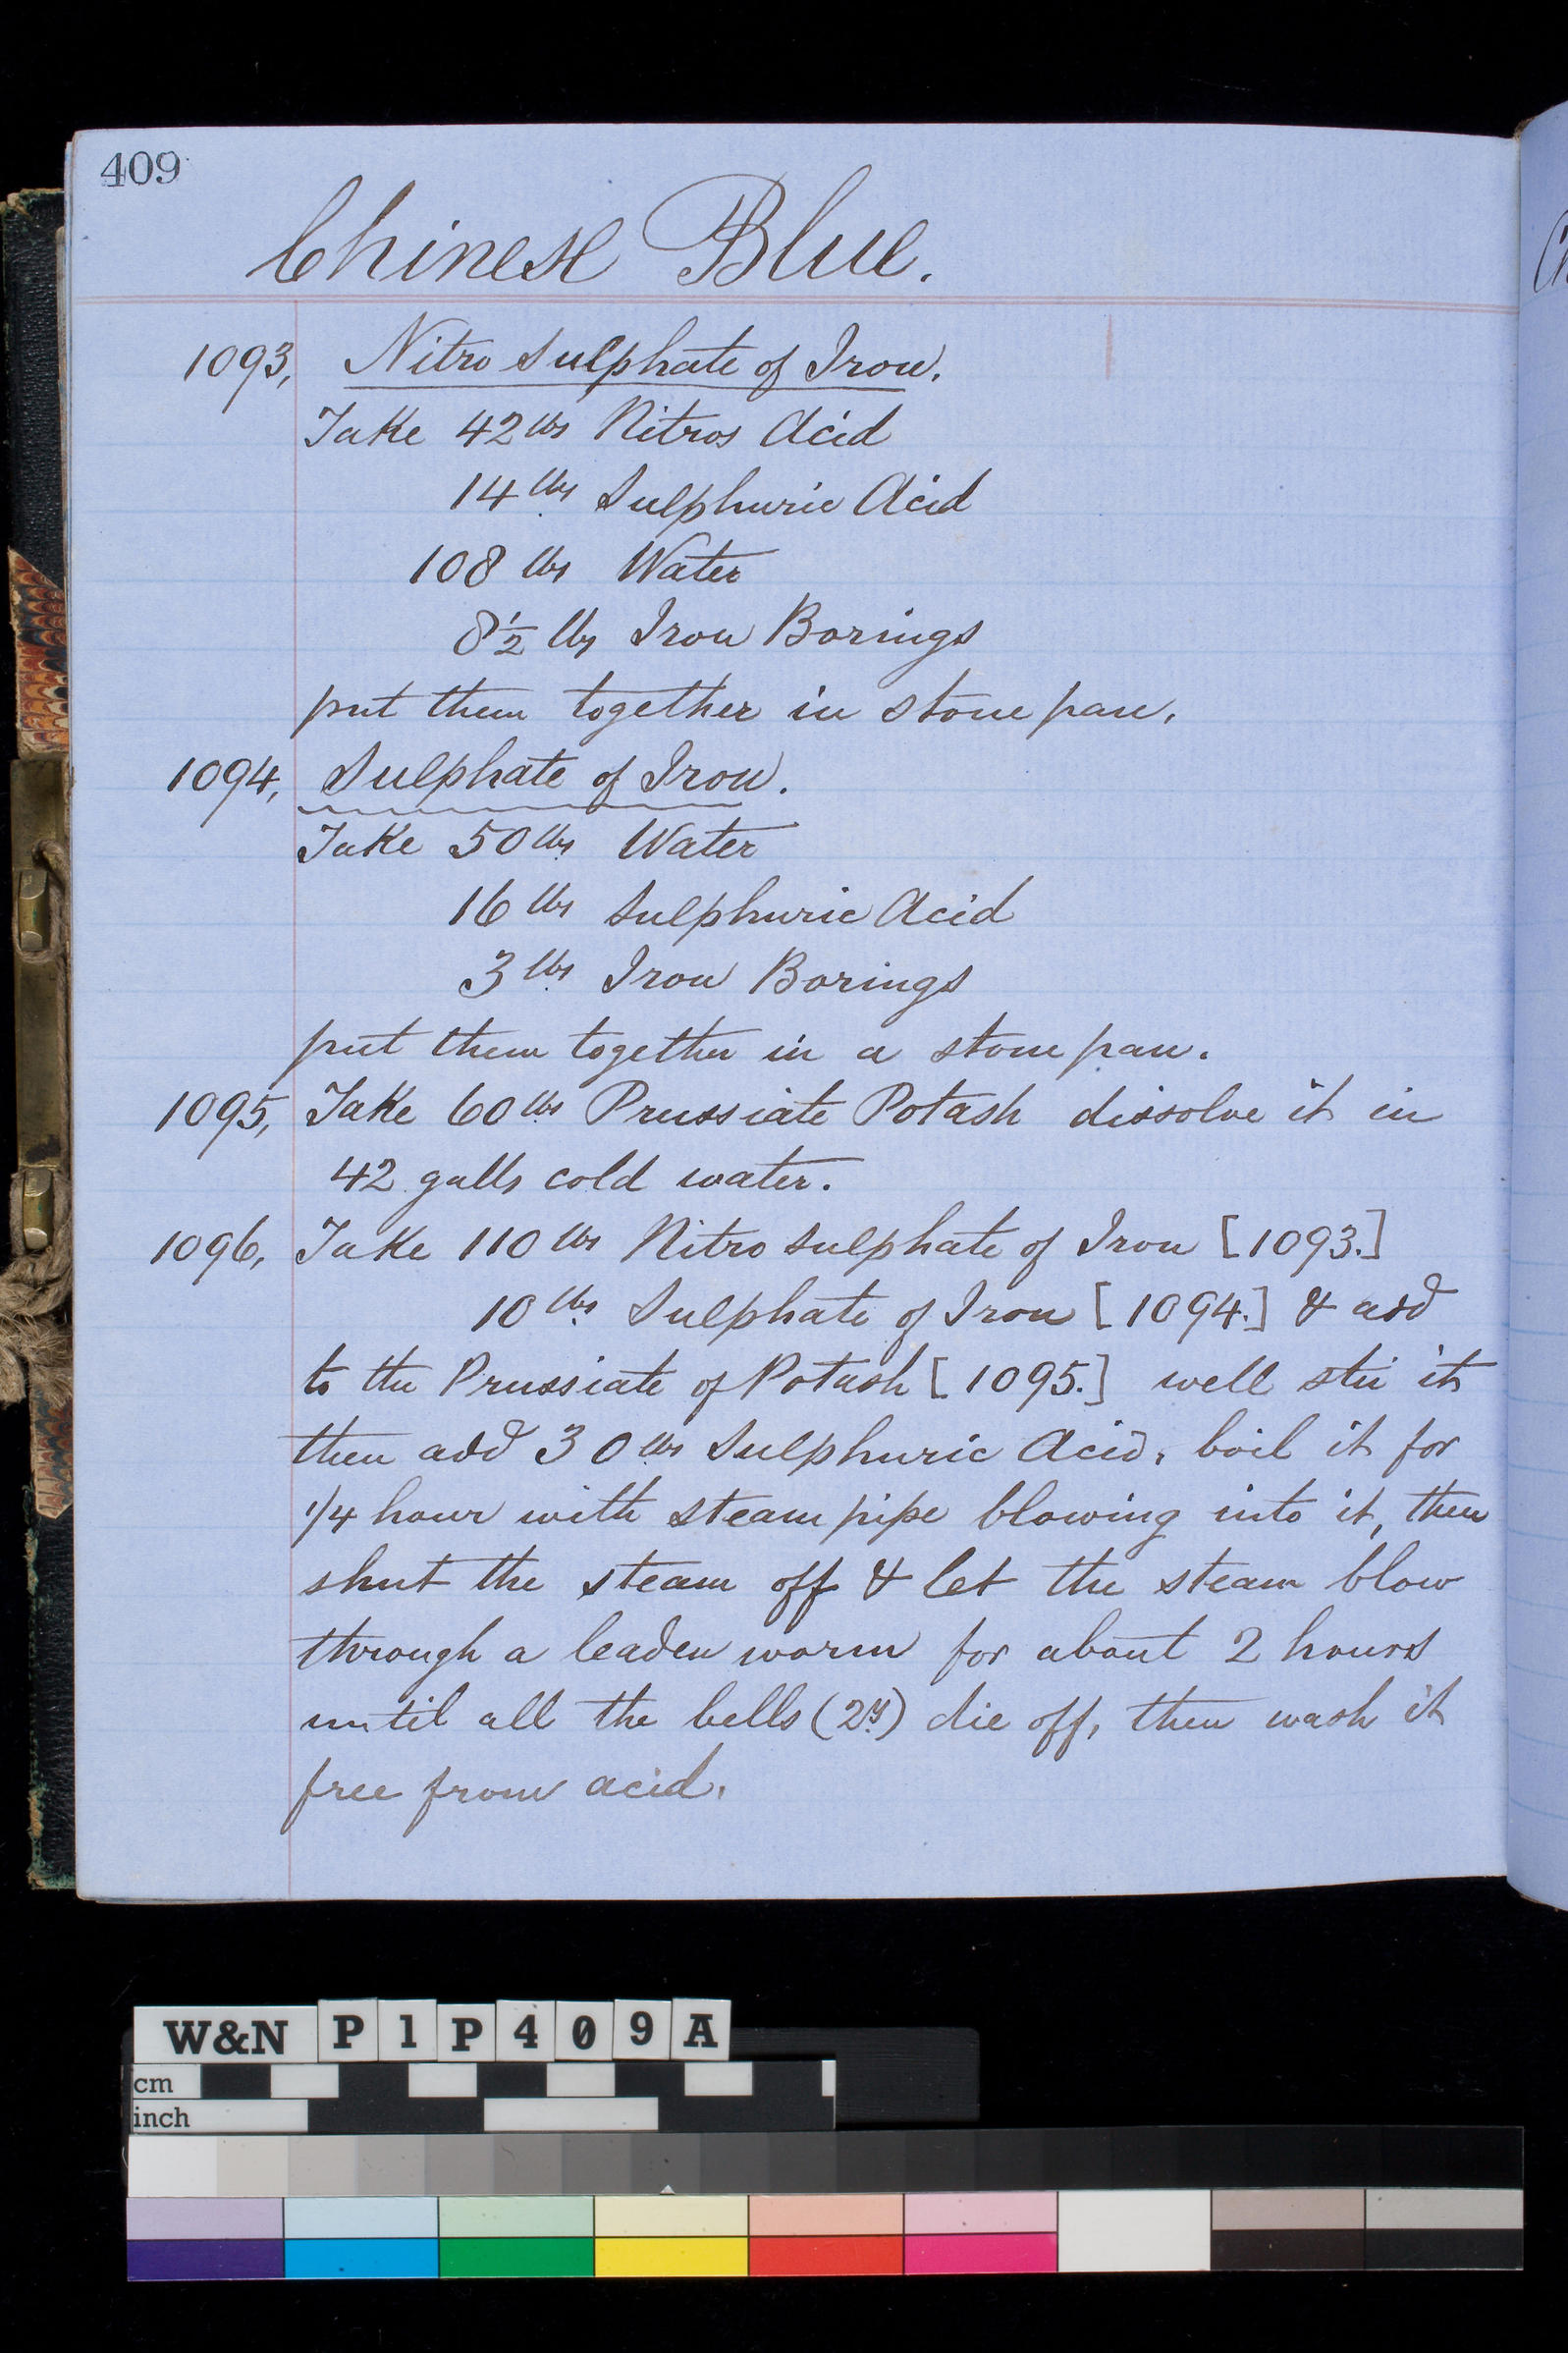 409
Chinese Blue.
1093, Nitro Sulphate of Iron.
Take 42 lbs Nitros Acid
14 lbs Sulphuric Acid
108 lbs Water
8 1/2 lbs Iron Borings
put them together in stone pan.
1094, Sulphate of Iron.
Take 50 lbs Water
16 lbs Sulphuric Acid
3 lbs Iron Borings
put them together in a stone pan.
1095, Take 60 lbs Prussiate Potash dissolve it in
42 galls cold water.
1096, Take 110 lbs Nitro Sulphate of Iron [1093.]
10 lbs Sulphate of Iron [1094.] & add
to the Prussiate of Potash [1095.] well stir it
then add 30 lbs Sulphuric Acid, boil it for
1/4 hour with steam pipe blowing into it, then
shut the steam off & let the steam blow
through a leaden worm for about 2 hours
until all the bells (2y) die off, then wash it
free from acid.
W&N P1P409A
cm
inch